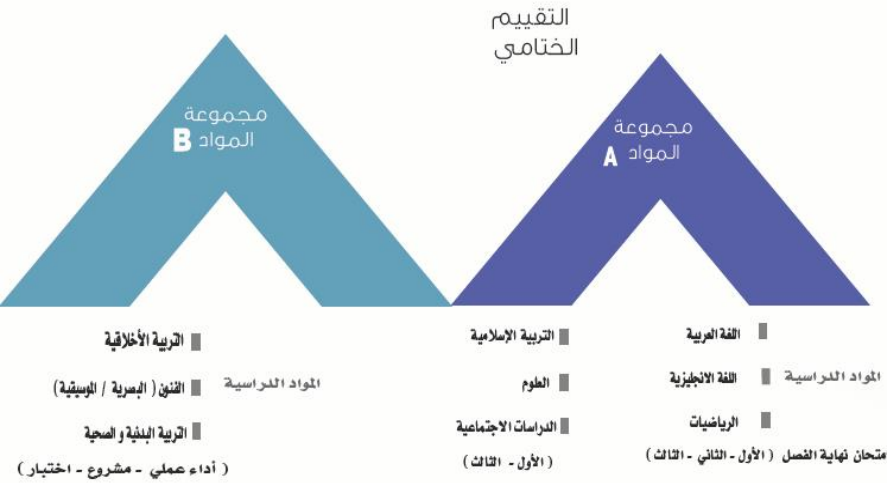 التقييم
الختامي
مجموعة
المواد A
مجموعة
المواد B
اللغة العربية
المواد الدراسية
اللغة الانجليزية
الرياضيات
متحان نهاية الفصل ( الأول - الثاني - الثالث )
التربية الإسلامية
العلوم
الدراسات الاجتماعية
( الأول - الثالث )
التربية الأخلاقية
المواد الدراسية
الفنون ( البصرية / الموسيقية )
التربية البدنية و الصحية
( أداء عملي - مشروع - اختبار )